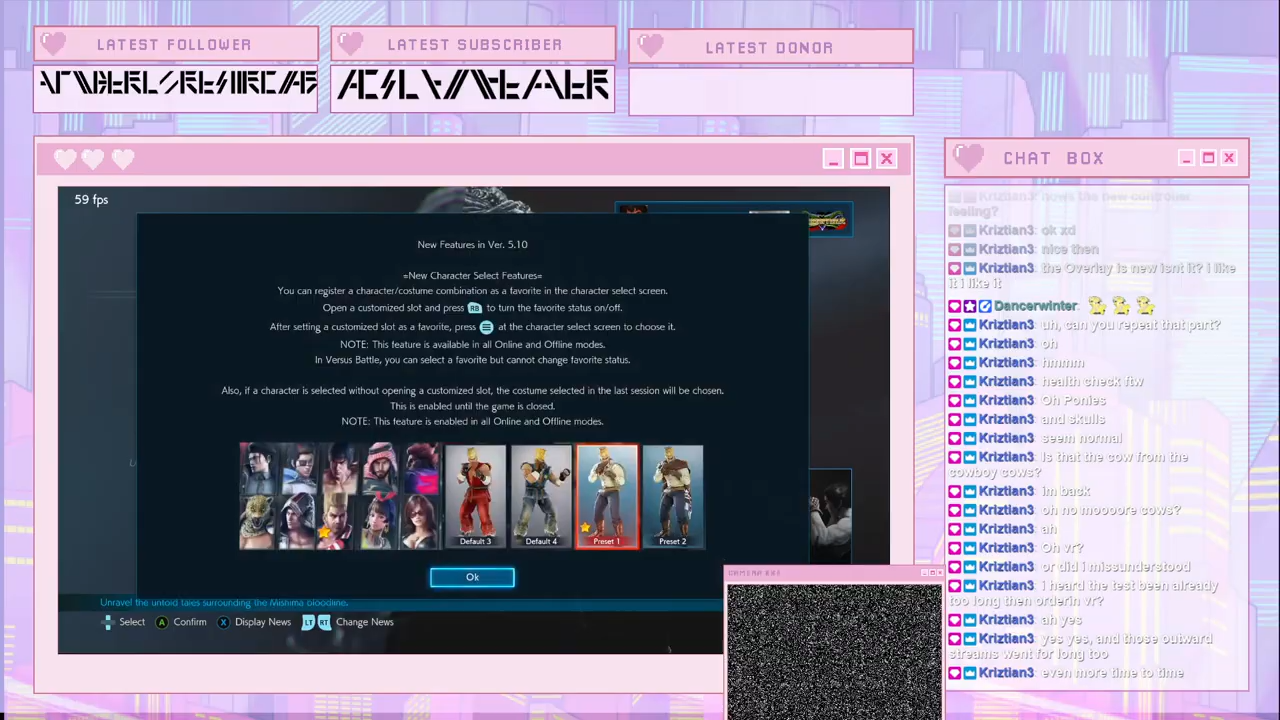 LATEST FOLLOWER
LATEST SUBSCRIBER
LATEST DONOR
59 fps
New Features in Ver. 5.10
=New Character Select Features=
You can register a character/costume combination as a favorite in the character select screen.
Open a customized slot and press RB to turn the favorite status on/off.
After setting a customized slot as a favorite, press at the character select screen to choose it.
NOTE: This feature is available in all Online and Offline modes.
In Versus Battle, you can select a favorite but cannot change favorite status.
Also, if a character is selected without opening a customized slot, the costume selected in the last session will be chosen.
This is enabled until the game is closed.
NOTE: This feature is enabled in all Online and Offline modes.
Default 3
Default 4
Preset 1
Preset 2
Ok
Unravel the untold tales surrounding the Mishima bloodline.
Select A Confirm X Display News LT RT Change News
CHAT BOX
Kriztian3: hows the new controller
feeling?
Kriztian3: ok xd
Kriztian3: nice then
Kriztian3: the Overlay is new isnt it? i like
it i like it
Dancerwinter:
Kriztian3: uh, can you repeat that part?
Kriztian3: oh
Kriztian3: hmmm
Kriztian3: health check ftw
Kriztian3: Oh Ponies
Kriztian3: and skulls
Kriztian3: seem normal
Kriztian3: Is that the cow from the
cowboy cows?
Kriztian3: im back
Kriztian3: oh no moooore cows?
Kriztian3: ah
Kriztian3: Oh vr?
Kriztian3: or did i missunderstood
Kriztian3: i heard the test been already
too long then orderin vr?
Kriztian3: ah yes
Kriztian3: yes yes, and those outward
streams went for long too
Kriztian3: even more time to time